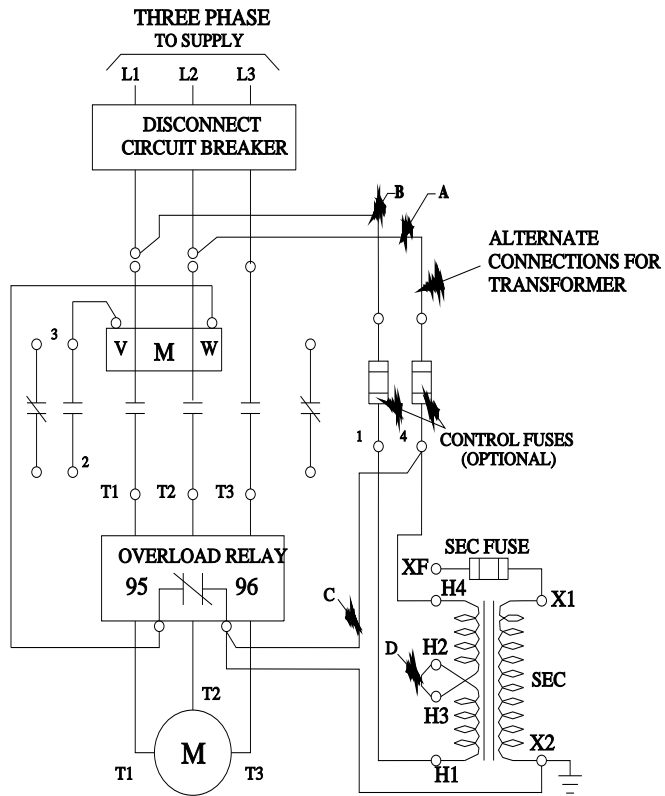 THREE PHASE
TO SUPPLY
L1 L2 L3
DISCONNECT
CIRCUIT BREAKER
B A
ALTERNATE
CONNECTIONS FOR
TRANSFORMER
3 V M W
1 4
CONTROL FUSES
(OPTIONAL)
2
T1 T2 T3
OVERLOAD RELAY
95 96
SEC FUSE
XF
H4 X1
C
D H2
SEC
H3
T2
X2
M
T1 T3 H1